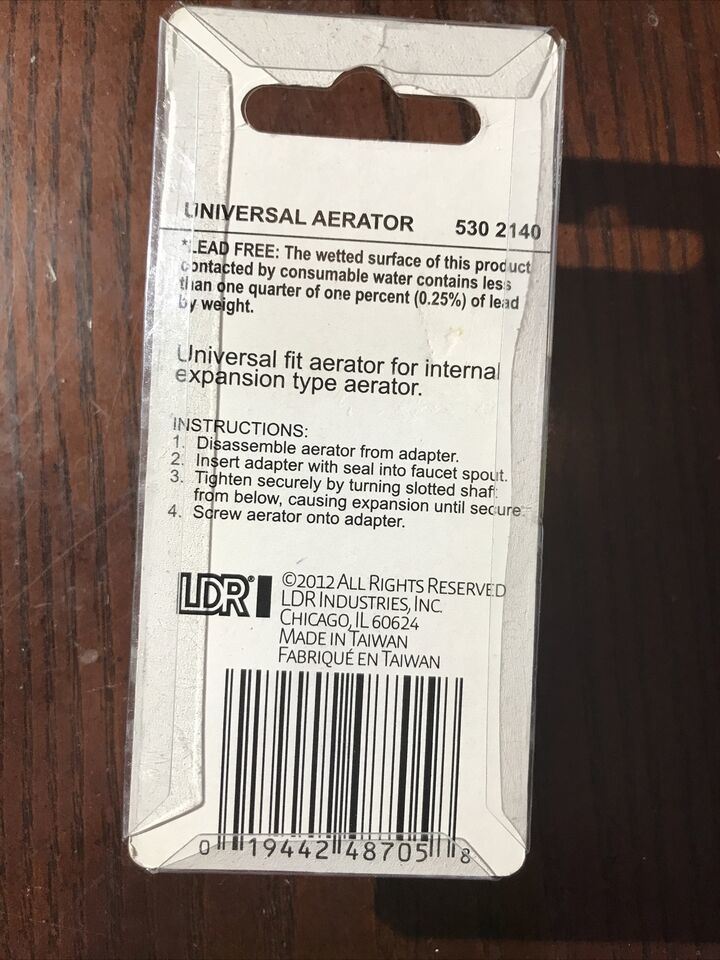 UNIVERSAL AERATOR 530 2140
*LEAD FREE: The wetted surface of this product
contacted by consumable water contains less
than one quarter of one percent (0.25%) of lead
by weight.
Universal fit aerator for internal
expansion type aerator.
INSTRUCTIONS:
1. Disassemble aerator from adapter.
2. Insert adapter with seal into faucet spout.
3. Tighten securely by turning slotted shaft
from below, causing expansion until secure.
4. Screw aerator onto adapter.
LDR® ©2012 ALL RIGHTS RESERVED
LDR INDUSTRIES, INC.
CHICAGO, IL 60624
MADE IN TAIWAN
FABRIQUÉ EN TAIWAN
0 19442 48705 8